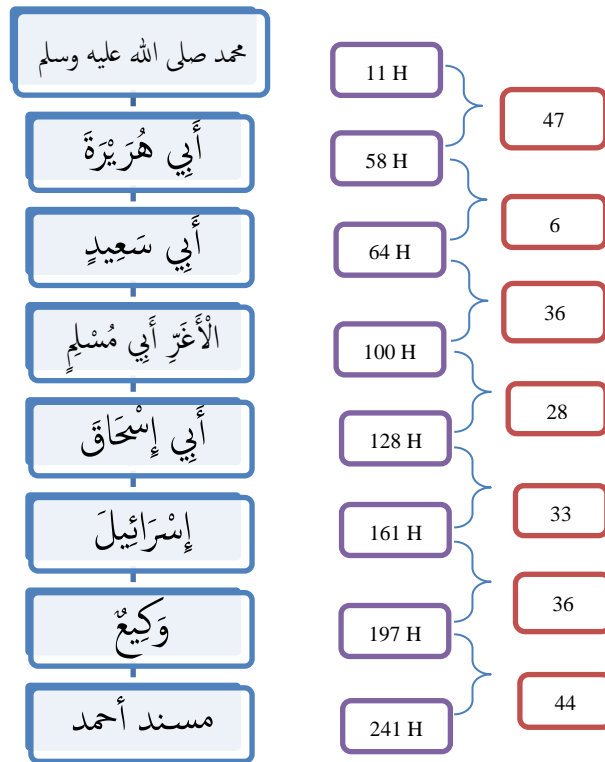 محمد صلى الله عليه وسلم
أَبِي هُرَيْرَةَ
أَبِي سَعِيدٍ
الْأَغَرِّ أَبِي مُسْلِمٍ
أَبِي إِسْحَاقَ
إِسْرَائِيلَ
وَكِيعٌ
مسند أحمد
11 H
58 H
64 H
100 H
128 H
161 H
197 H
241 H
47
6
36
28
33
36
44